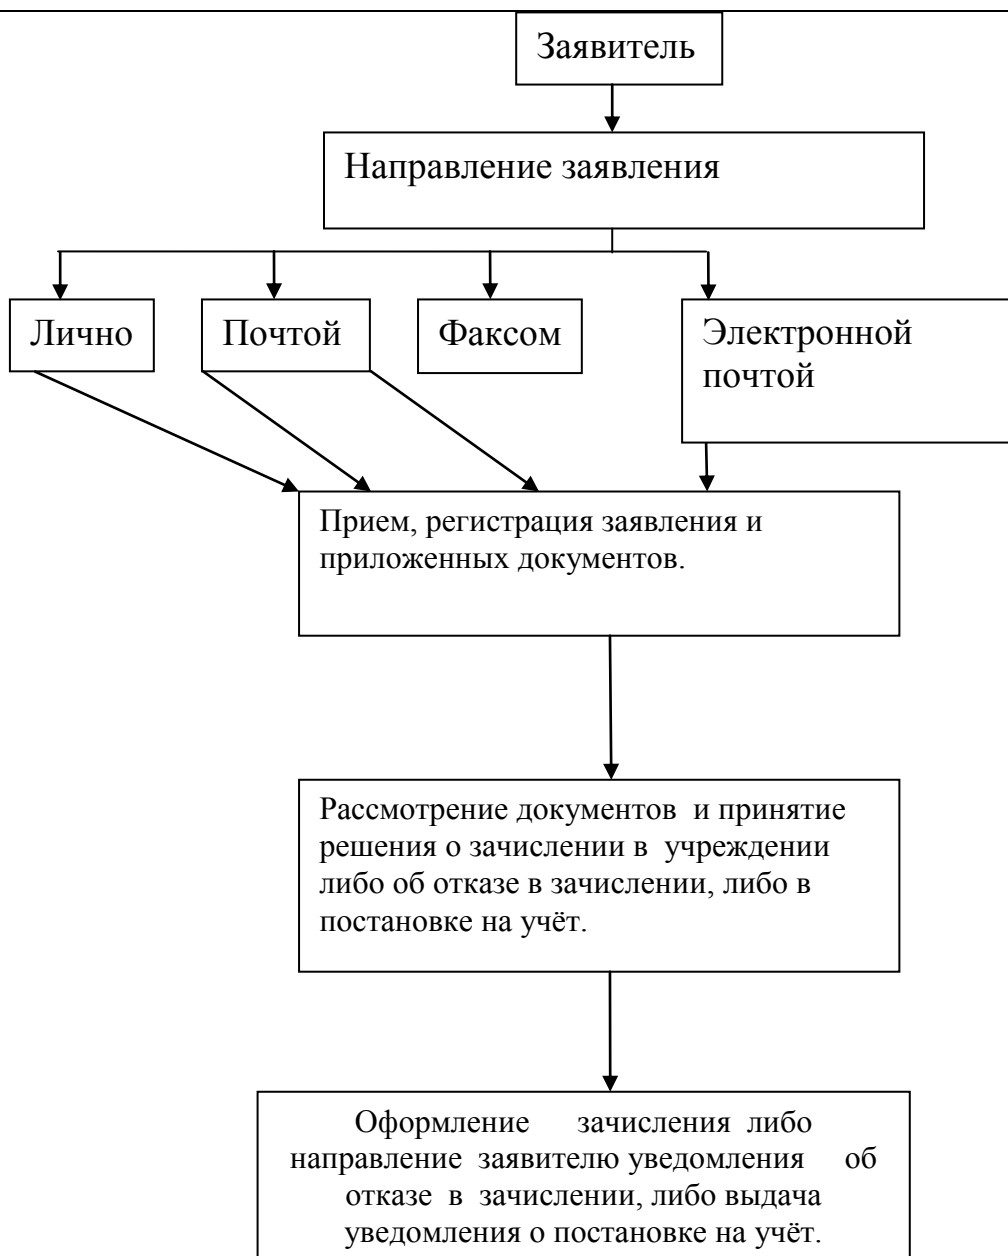 Заявитель
Направление заявления
Лично
Почтой
Факсом
Электронной
почтой
Прием, регистрация заявления и
приложенных документов.
Рассмотрение документов и принятие
решения о зачислении в учреждении
либо об отказе в зачислении, либо в
постановке на учёт.
Оформление зачисления либо
направление заявителю уведомления об
отказе в зачислении, либо выдача
уведомления о постановке на учёт.